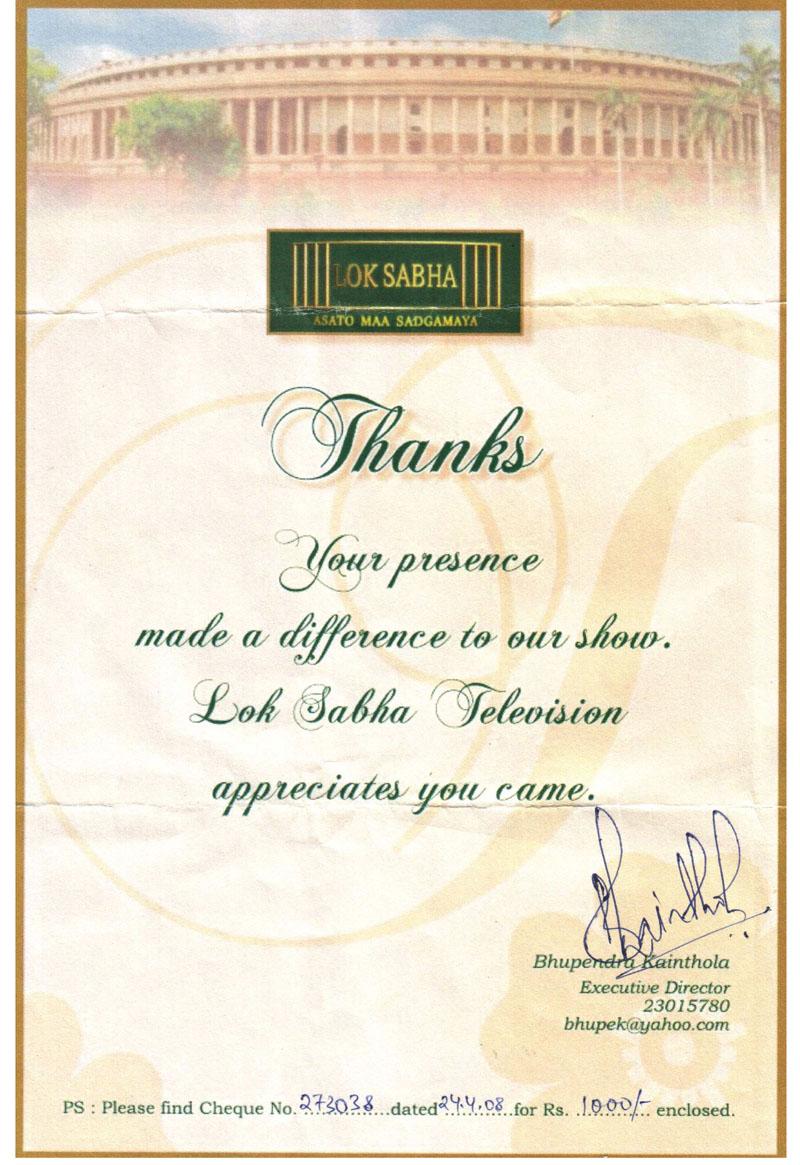 LOK SABHA
ASATO MAA SADGAMAYA
Thanks
Your presence
made a difference to our show.
Lok Sabha Television
appreciates you came.
Kainthola
Bhupendra Kainthola
Executive Director
23015780
bhupek@yahoo.com
PS : Please find Cheque No. 273038 dated 24.4.08 for Rs. 1000/- enclosed.